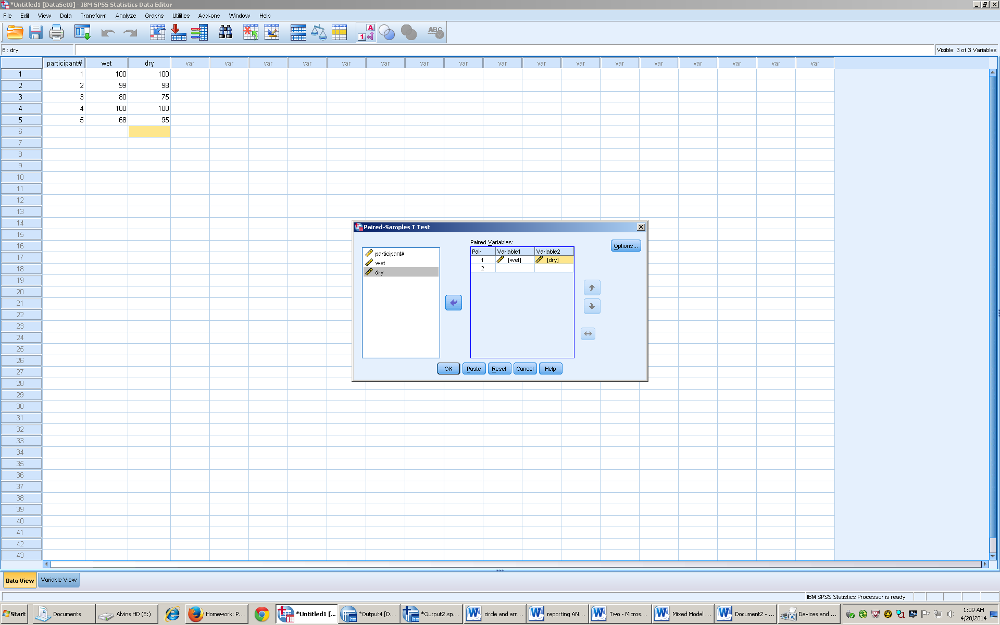 *Untitled1 [DataSet0] - IBM SPSS Statistics Data Editor
File Edit View Data Transform Analyze Graphs Utilities Add-ons Window Help
6 : dry Visible: 3 of 3 Variables
participant# wet dry var var var var var var var var var var var var var var var var var
1 1 100 100
2 2 99 98
3 3 80 75
4 4 100 100
5 5 68 95
6
7
8
9
10
11
12
13
14
15
16
17
18
19
20
21
22
23
24
25
26
27
28
29
30
31
32
33
34
35
36
37
38
39
40
41
42
43
Paired-Samples T Test
participant#
wet
dry
Paired Variables:
Pair Variable1 Variable2
1 [wet] [dry]
2
Options...
OK Paste Reset Cancel Help
Data View Variable View
IBM SPSS Statistics Processor is ready
Start Documents Alvins HD (E:) Homework: P... *Untitled1 [... *Output4 [D... *Output2.sp... circle and arr... reporting AN... Two - Micros... Mixed Model ... Document2 - ... Devices and ... 1:09 AM
4/28/2014